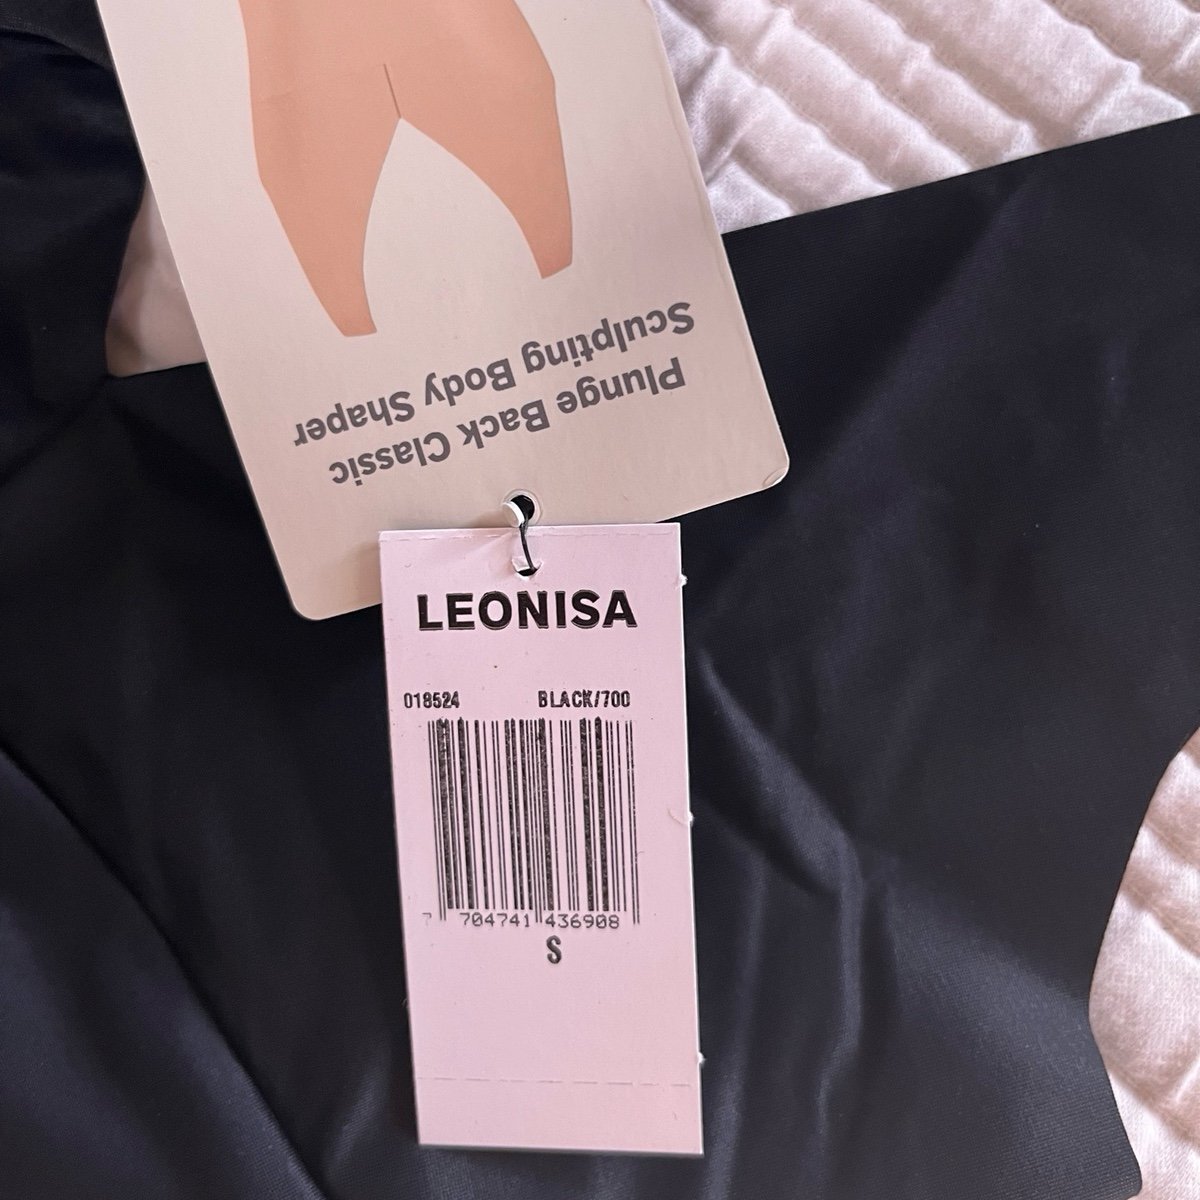 Plunge Back Classic
Sculpting Body Shaper
LEONISA
018524 BLACK/700
7 704741 436908
S